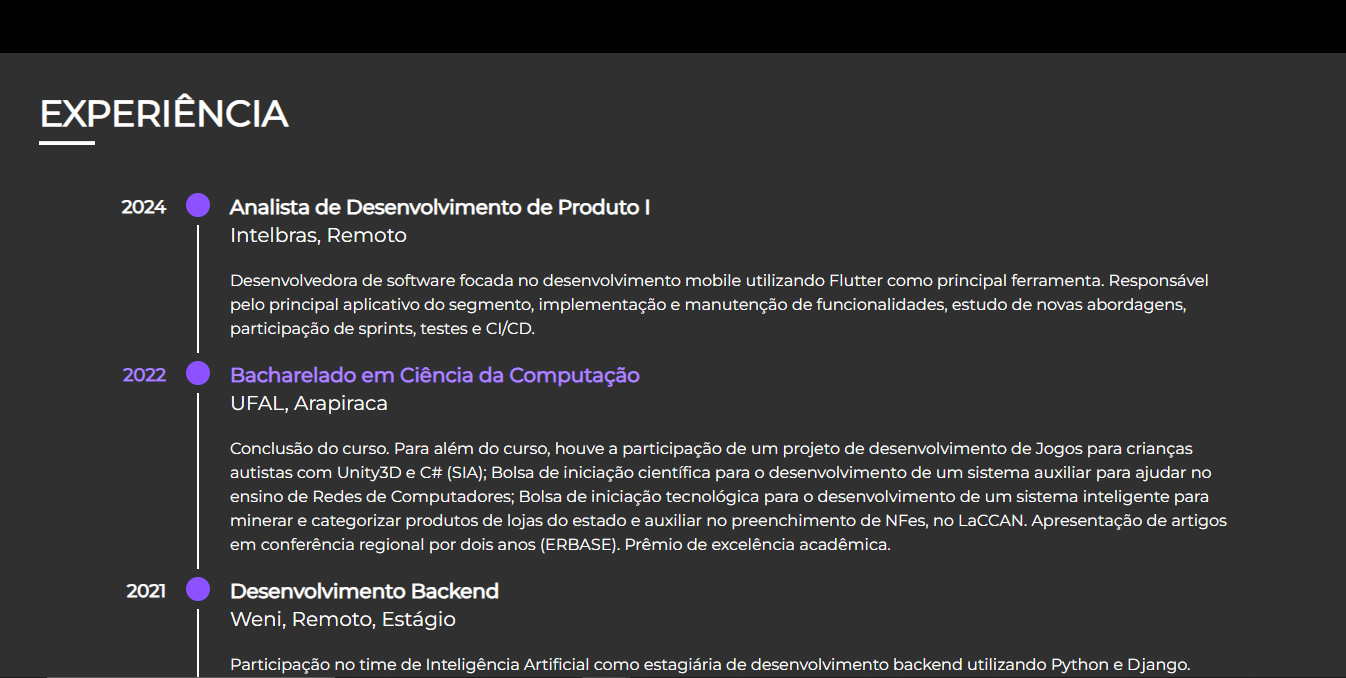 EXPERIÊNCIA
2024
Analista de Desenvolvimento de Produto I
Intelbras, Remoto
Desenvolvedora de software focada no desenvolvimento mobile utilizando Flutter como principal ferramenta. Responsável
pelo principal aplicativo do segmento, implementação e manutenção de funcionalidades, estudo de novas abordagens,
participação de sprints, testes e CI/CD.
2022
Bacharelado em Ciência da Computação
UFAL, Arapiraca
Conclusão do curso. Para além do curso, houve a participação de um projeto de desenvolvimento de Jogos para crianças
autistas com Unity3D e C# (SIA); Bolsa de iniciação científica para o desenvolvimento de um sistema auxiliar para ajudar no
ensino de Redes de Computadores; Bolsa de iniciação tecnológica para o desenvolvimento de um sistema inteligente para
minerar e categorizar produtos de lojas do estado e auxiliar no preenchimento de NFes, no LaCCAN. Apresentação de artigos
em conferência regional por dois anos (ERBASE). Prêmio de excelência acadêmica.
2021
Desenvolvimento Backend
Weni, Remoto, Estágio
Participação no time de Inteligência Artificial como estagiária de desenvolvimento backend utilizando Python e Django.